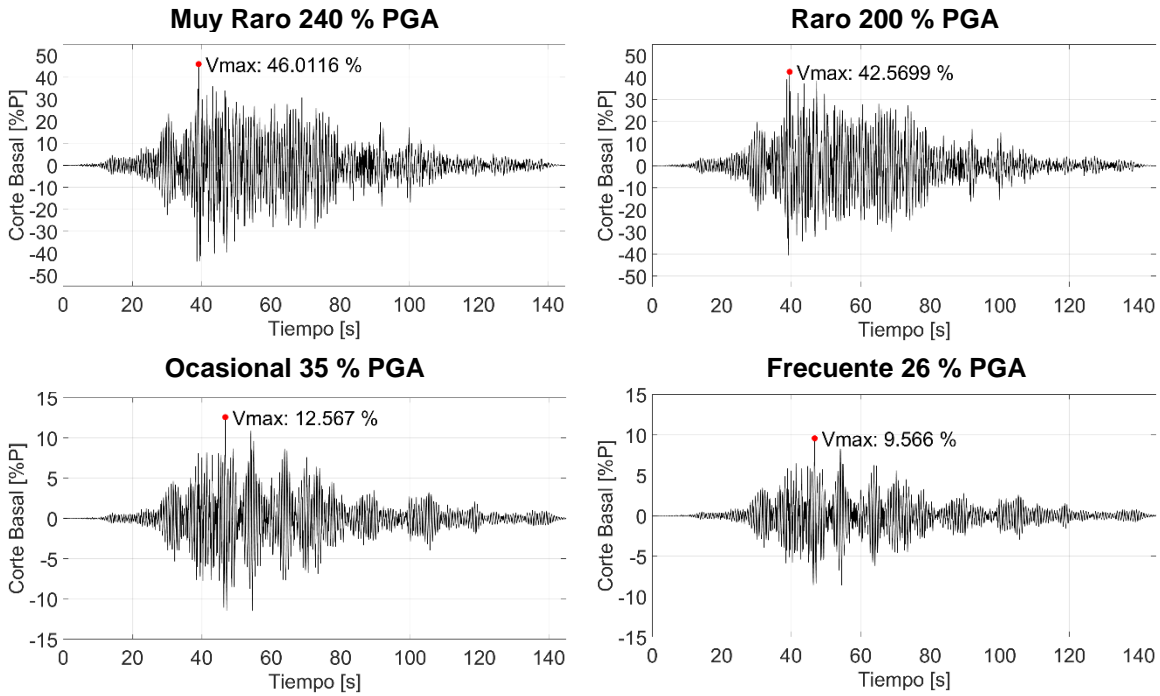 Muy Raro 240 % PGA
Corte Basal [%P]
50
40
30
20
10
0
-10
-20
-30
-40
-50
Vmax: 46.0116 %
0 20 40 60 80 100 120 140
Tiempo [s]
Raro 200 % PGA
Corte Basal [%P]
50
40
30
20
10
0
-10
-20
-30
-40
-50
Vmax: 42.5699 %
0 20 40 60 80 100 120 140
Tiempo [s]
Ocasional 35 % PGA
Corte Basal [%P]
15
10
5
0
-5
-10
-15
Vmax: 12.567 %
0 20 40 60 80 100 120 140
Tiempo [s]
Frecuente 26 % PGA
Corte Basal [%P]
15
10
5
0
-5
-10
-15
Vmax: 9.566 %
0 20 40 60 80 100 120 140
Tiempo [s]